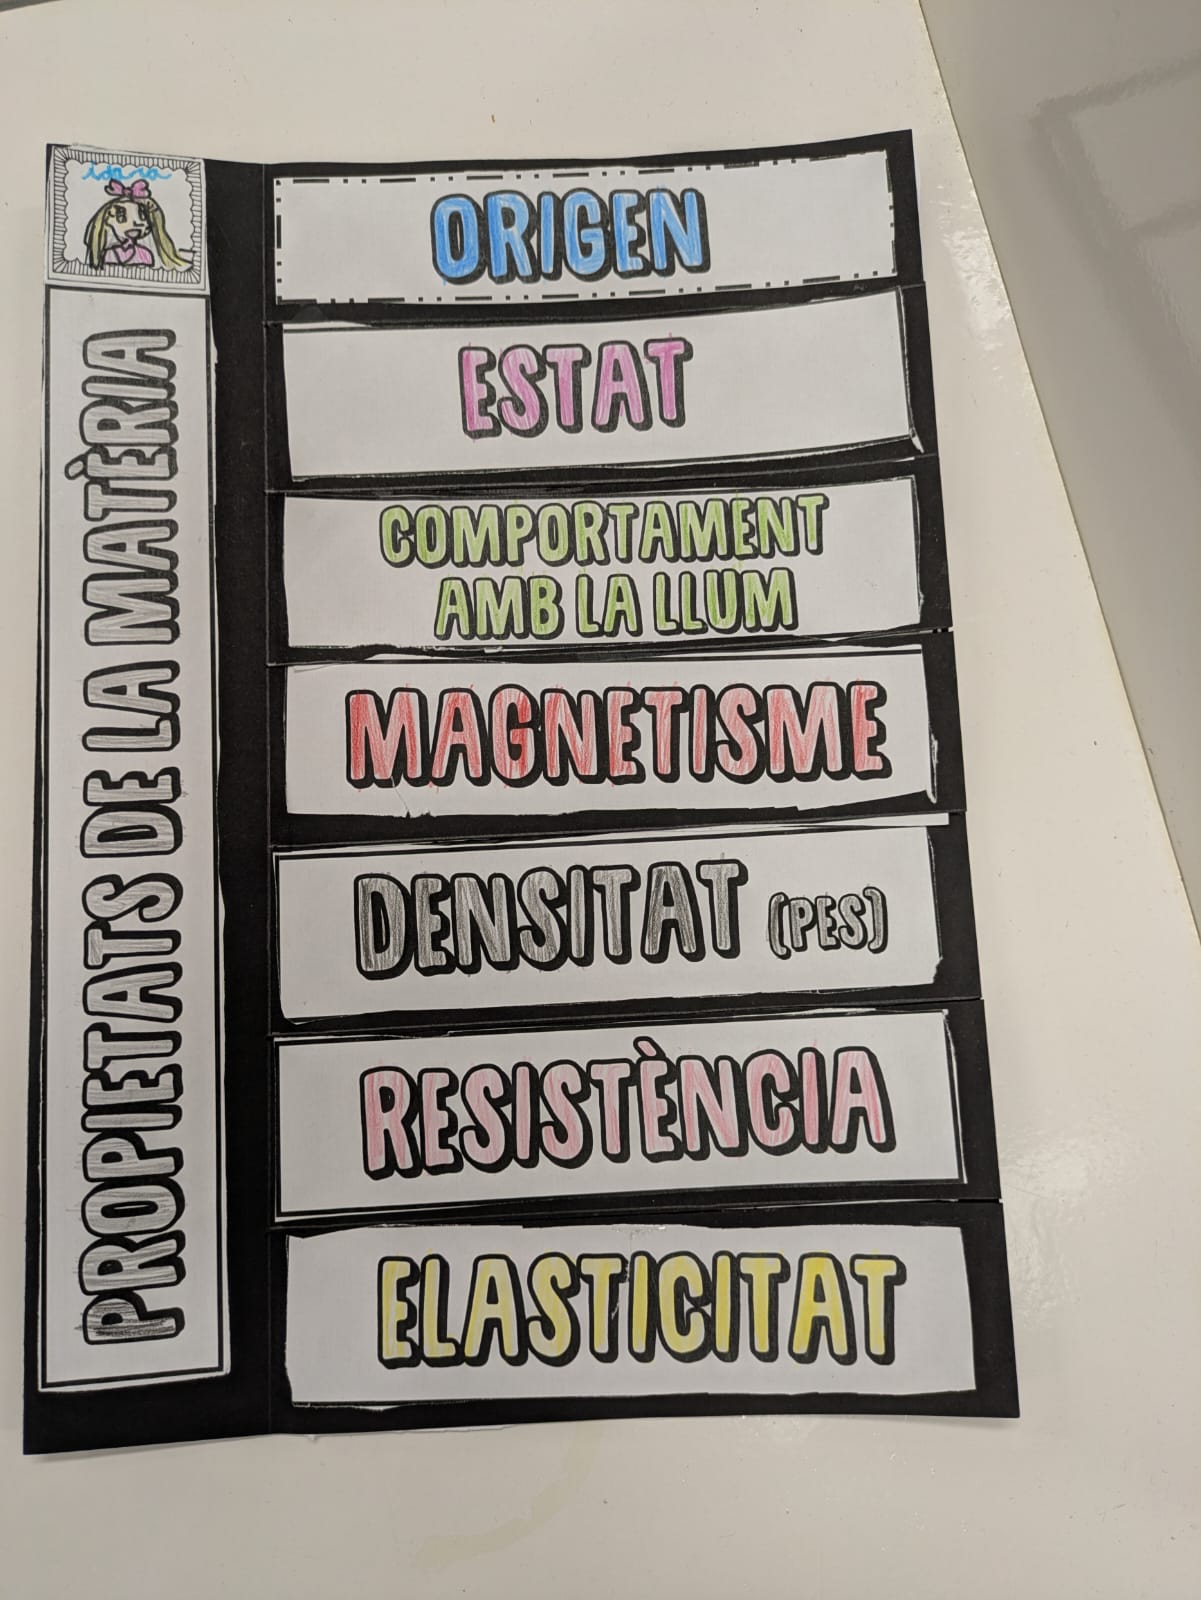 PROPIETATS DE LA MATÈRIA
ORIGEN
ESTAT
COMPORTAMENT
AMB LA LLUM
MAGNETISME
DENSITAT (PES)
RESISTÈNCIA
ELASTICITAT